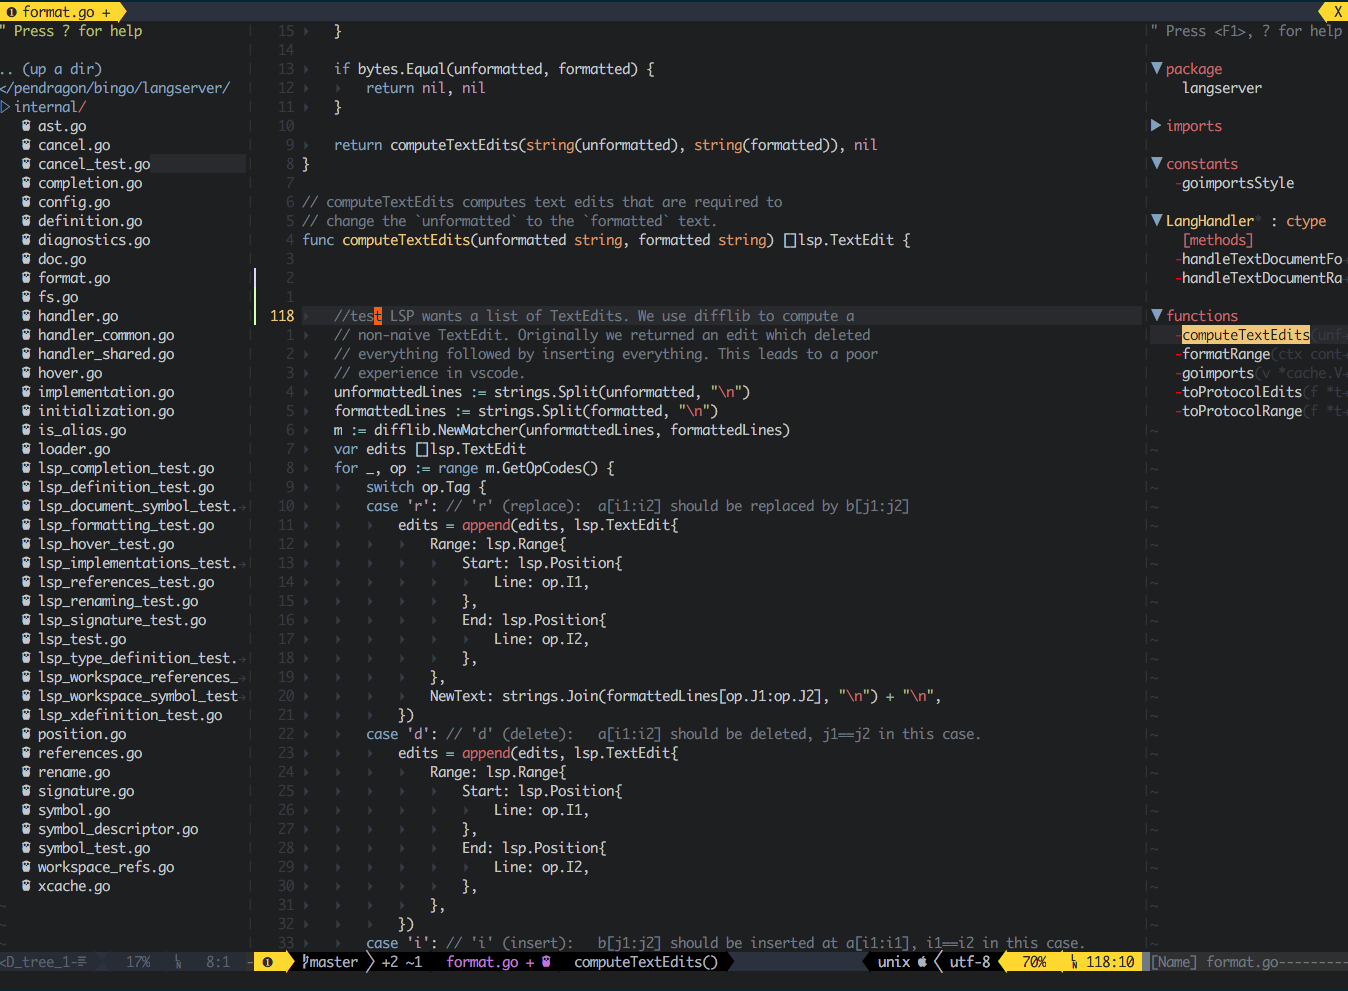 ❶ format.go + X
" Press ? for help
.. (up a dir)
</pendragon/bingo/langserver/
▷internal/
ast.go
cancel.go
cancel_test.go
completion.go
config.go
definition.go
diagnostics.go
doc.go
format.go
fs.go
handler.go
handler_common.go
handler_shared.go
hover.go
implementation.go
initialization.go
is_alias.go
loader.go
lsp_completion_test.go
lsp_definition_test.go
lsp_document_symbol_test.→
lsp_formatting_test.go
lsp_hover_test.go
lsp_implementations_test.→
lsp_references_test.go
lsp_renaming_test.go
lsp_signature_test.go
lsp_test.go
lsp_type_definition_test.→
lsp_workspace_references_→
lsp_workspace_symbol_test→
lsp_xdefinition_test.go
position.go
references.go
rename.go
signature.go
symbol.go
symbol_descriptor.go
symbol_test.go
workspace_refs.go
xcache.go
15 }
14
13 if bytes.Equal(unformatted, formatted) {
12 return nil, nil
11 }
10
9 return computeTextEdits(string(unformatted), string(formatted)), nil
8 }
7
6 // computeTextEdits computes text edits that are required to
5 // change the `unformatted` to the `formatted` text.
4 func computeTextEdits(unformatted string, formatted string) []lsp.TextEdit {
3
2
1
118 //test LSP wants a list of TextEdits. We use difflib to compute a
1 // non-naive TextEdit. Originally we returned an edit which deleted
2 // everything followed by inserting everything. This leads to a poor
3 // experience in vscode.
4 unformattedLines := strings.Split(unformatted, "\n")
5 formattedLines := strings.Split(formatted, "\n")
6 m := difflib.NewMatcher(unformattedLines, formattedLines)
7 var edits []lsp.TextEdit
8 for _, op := range m.GetOpCodes() {
9 switch op.Tag {
10 case 'r': // 'r' (replace):  a[i1:i2] should be replaced by b[j1:j2]
11 edits = append(edits, lsp.TextEdit{
12 Range: lsp.Range{
13 Start: lsp.Position{
14 Line: op.I1,
15 },
16 End: lsp.Position{
17 Line: op.I2,
18 },
19 },
20 NewText: strings.Join(formattedLines[op.J1:op.J2], "\n") + "\n",
21 })
22 case 'd': // 'd' (delete):   a[i1:i2] should be deleted, j1==j2 in this case.
23 edits = append(edits, lsp.TextEdit{
24 Range: lsp.Range{
25 Start: lsp.Position{
26 Line: op.I1,
27 },
28 End: lsp.Position{
29 Line: op.I2,
30 },
31 },
32 })
33 case 'i': // 'i' (insert):   b[j1:j2] should be inserted at a[i1:i1], i1==i2 in this case.
" Press <F1>, ? for help
▼ package
langserver
▶ imports
▼ constants
-goimportsStyle
▼ LangHandler* : ctype
[methods]
-handleTextDocumentFo→
-handleTextDocumentRa→
▼ functions
-computeTextEdits(unf→
-formatRange(ctx cont→
-goimports(v *cache.V→
-toProtocolEdits(f *t→
-toProtocolRange(f *t→
<D_tree_1-≡ 17% 8:1 - ❶ master +2 ~1 format.go + computeTextEdits() unix utf-8 70% 118:10 [Name] format.go---------